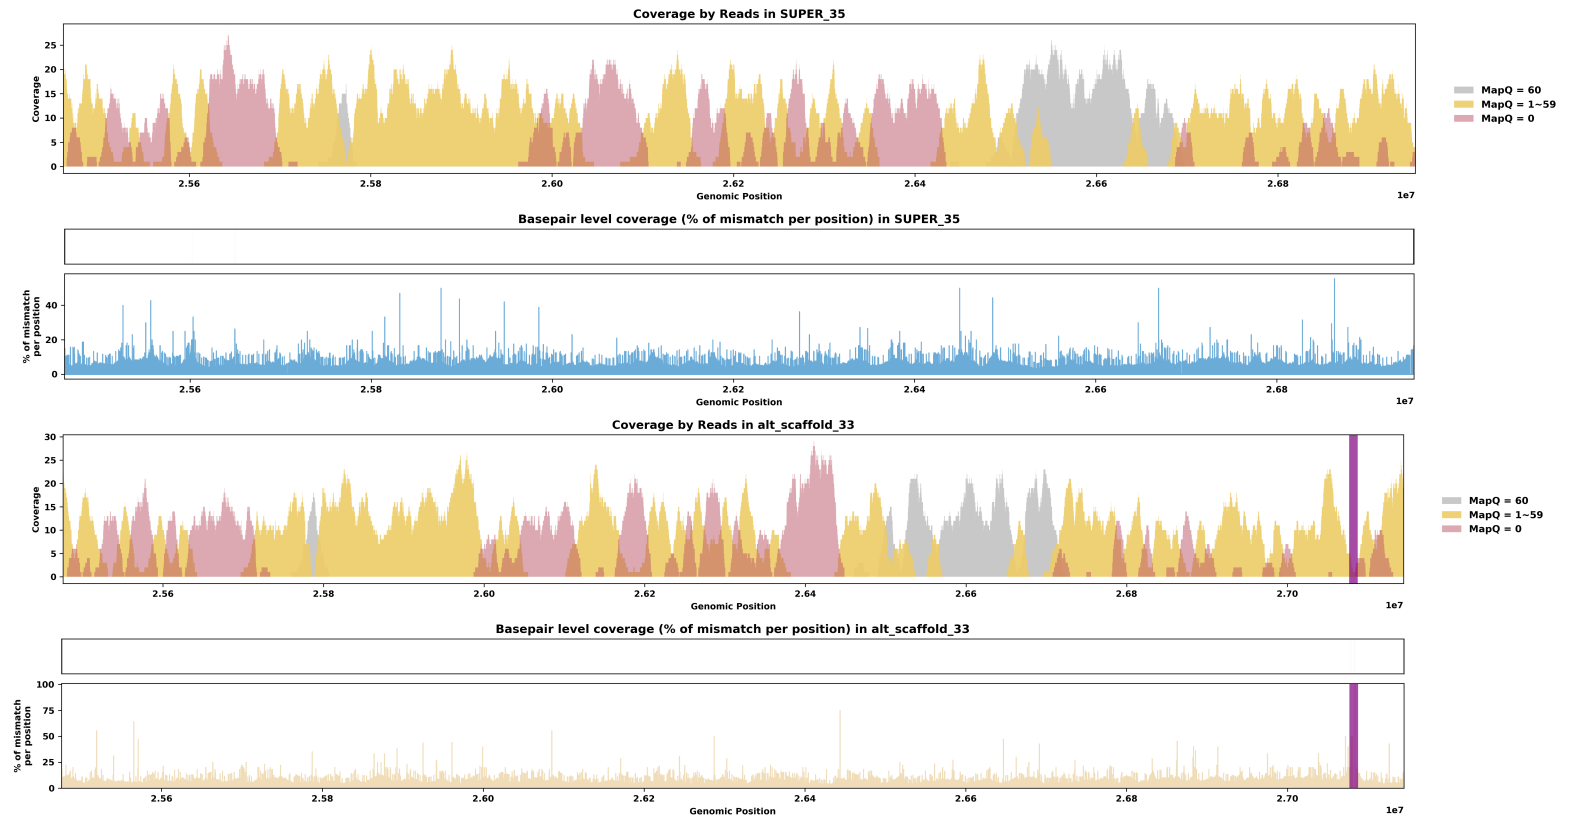 Coverage by Reads in SUPER_35
25
20
15
10
5
0
Coverage
2.56 2.58 2.60 2.62 2.64 2.66 2.68
Genomic Position
1e7
MapQ = 60
MapQ = 1~59
MapQ = 0
Basepair level coverage (% of mismatch per position) in SUPER_35
40
20
0
% of mismatch
per position
2.56 2.58 2.60 2.62 2.64 2.66 2.68
Genomic Position
1e7
Coverage by Reads in alt_scaffold_33
30
25
20
15
10
5
0
Coverage
2.56 2.58 2.60 2.62 2.64 2.66 2.68 2.70
Genomic Position
1e7
MapQ = 60
MapQ = 1~59
MapQ = 0
Basepair level coverage (% of mismatch per position) in alt_scaffold_33
100
75
50
25
0
% of mismatch
per position
2.56 2.58 2.60 2.62 2.64 2.66 2.68 2.70
Genomic Position
1e7